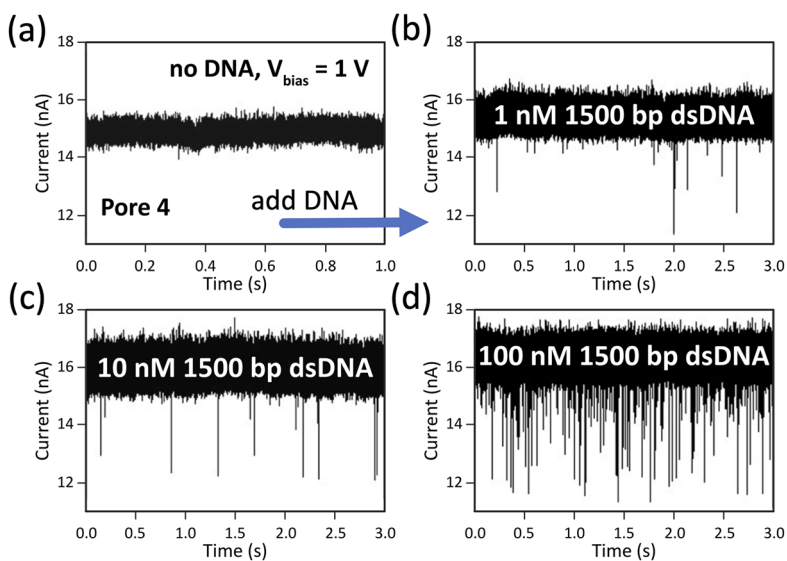 (a)
18
16
14
12
Current (nA)
no DNA, Vbias = 1 V
Pore 4
add DNA
0.0 0.2 0.4 0.6 0.8 1.0
Time (s)
(b)
18
16
14
12
Current (nA)
1 nM 1500 bp dsDNA
0.0 0.5 1.0 1.5 2.0 2.5 3.0
Time (s)
(c)
18
16
14
12
Current (nA)
10 nM 1500 bp dsDNA
0.0 0.5 1.0 1.5 2.0 2.5 3.0
Time (s)
(d)
18
16
14
12
Current (nA)
100 nM 1500 bp dsDNA
0.0 0.5 1.0 1.5 2.0 2.5 3.0
Time (s)